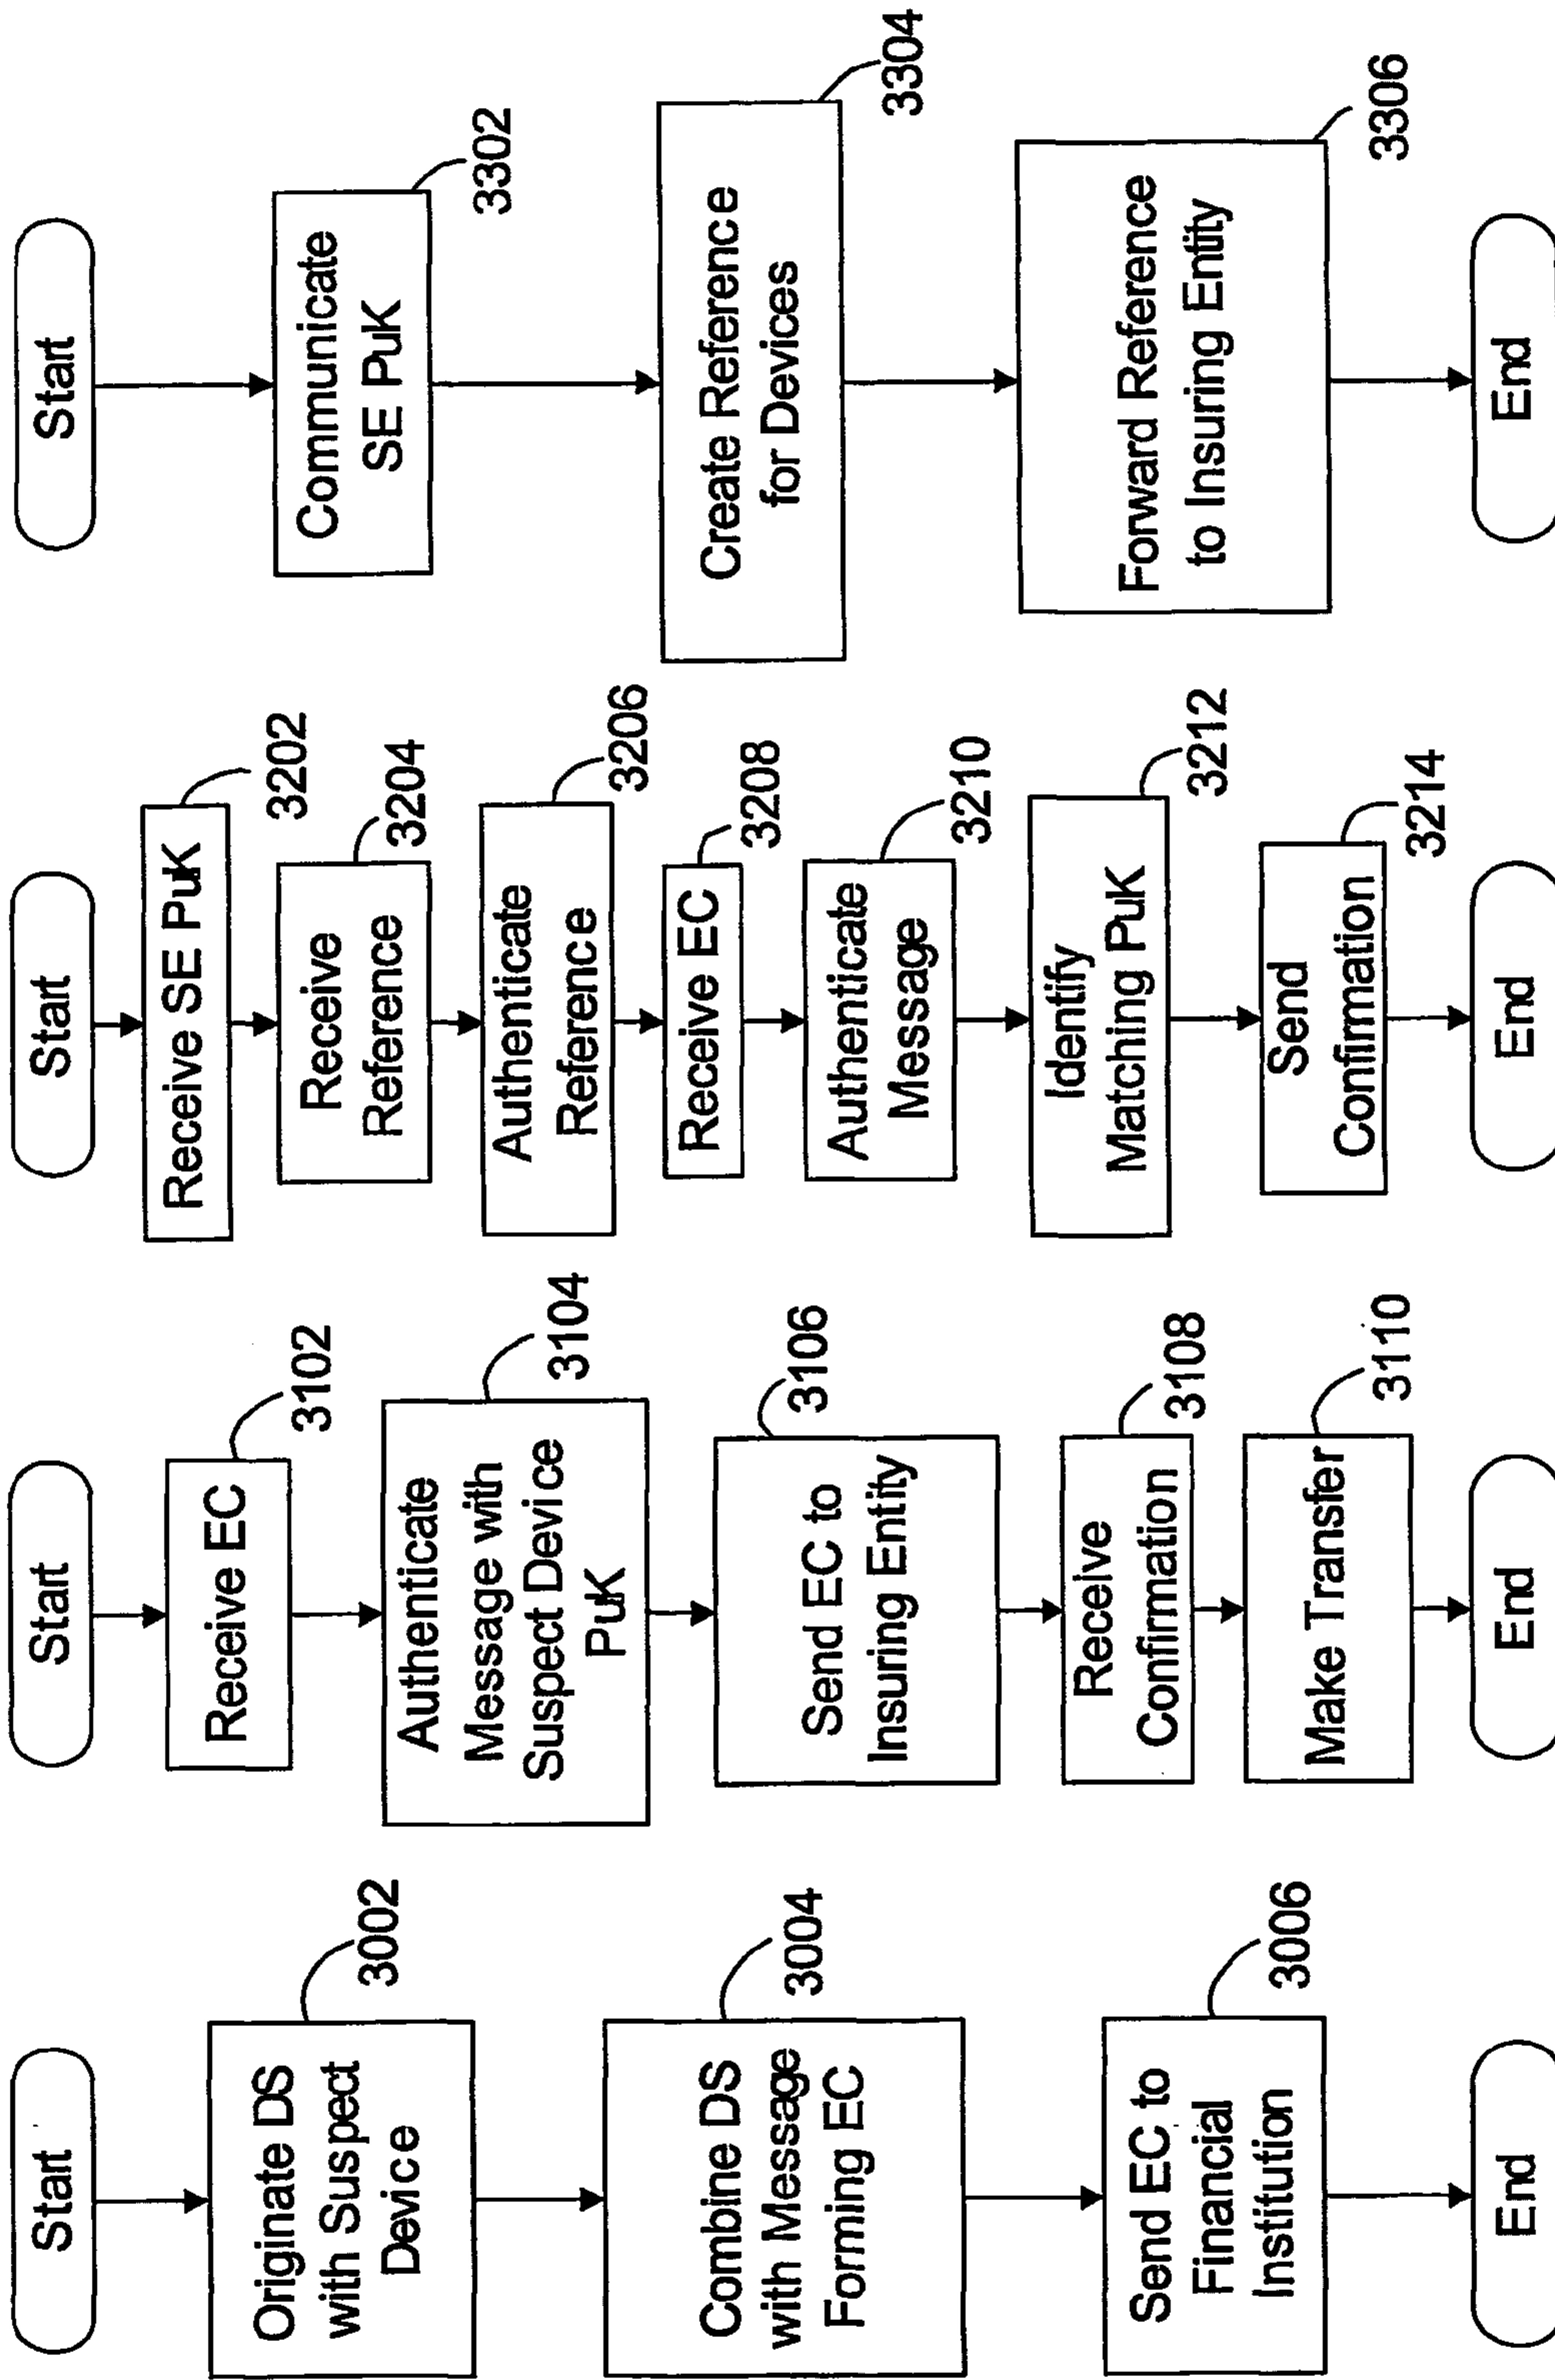 Start
Originate DS
with Suspect
Device
3002
Combine DS
with Message
Forming EC
3004
Send EC to
Financial
Institution
3006
End
Start
Receive EC
3102
Authenticate
Message with
Suspect Device
PuK
3104
Send EC to
Insuring Entity
3106
Receive
Confirmation
3108
Make Transfer
3110
End
Start
Receive SE PuK
3202
Receive
Reference
3204
Authenticate
Reference
3206
Receive EC
3208
Authenticate
Message
3210
Identify
Matching PuK
3212
Send
Confirmation
3214
End
Start
Communicate
SE PuK
3302
Create Reference
for Devices
3304
Forward Reference
to Insuring Entity
3306
End